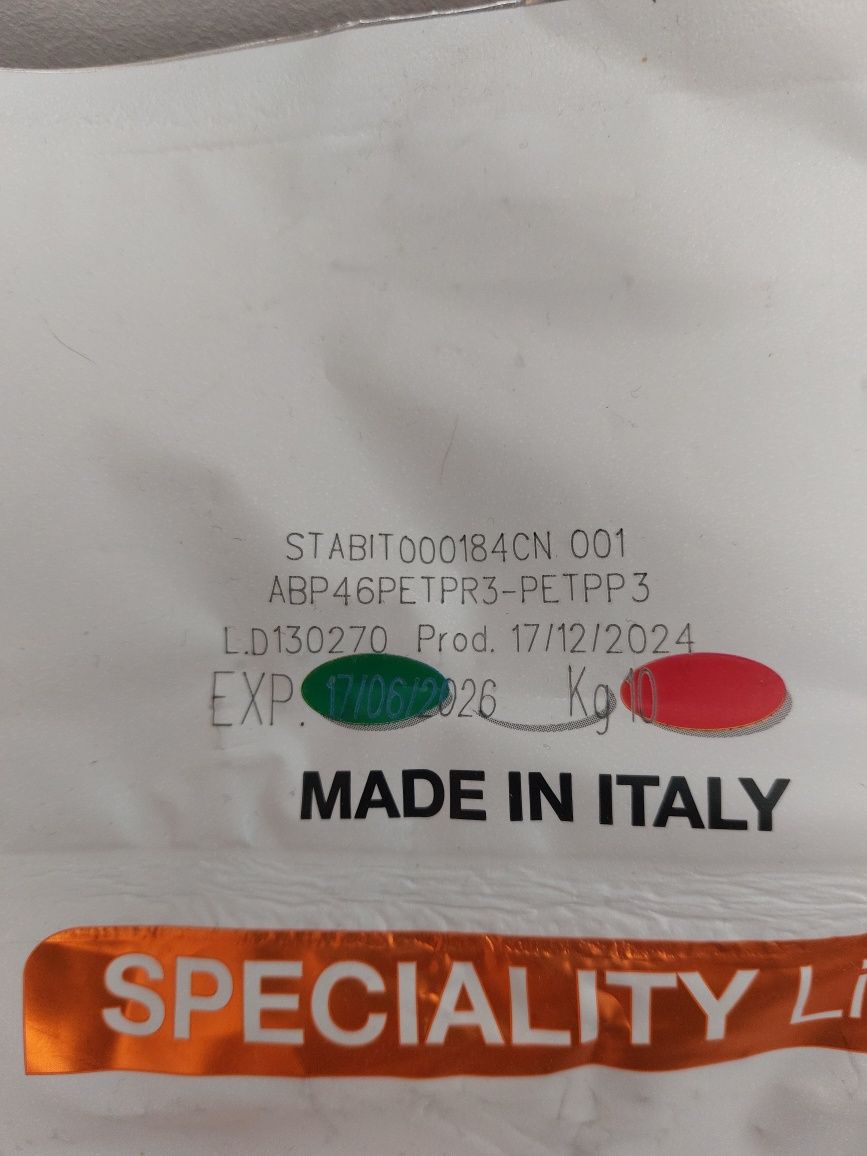 STABIT000184CN 001
ABP46PETPR3-PETPP3
L.D130270 Prod. 17/12/2024
EXP. 17/06/2026 Kg 10
MADE IN ITALY
SPECIALITY Li